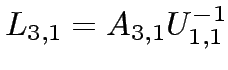 $L_{3,1} = A_{3,1} U_{1,1}^{-1}$